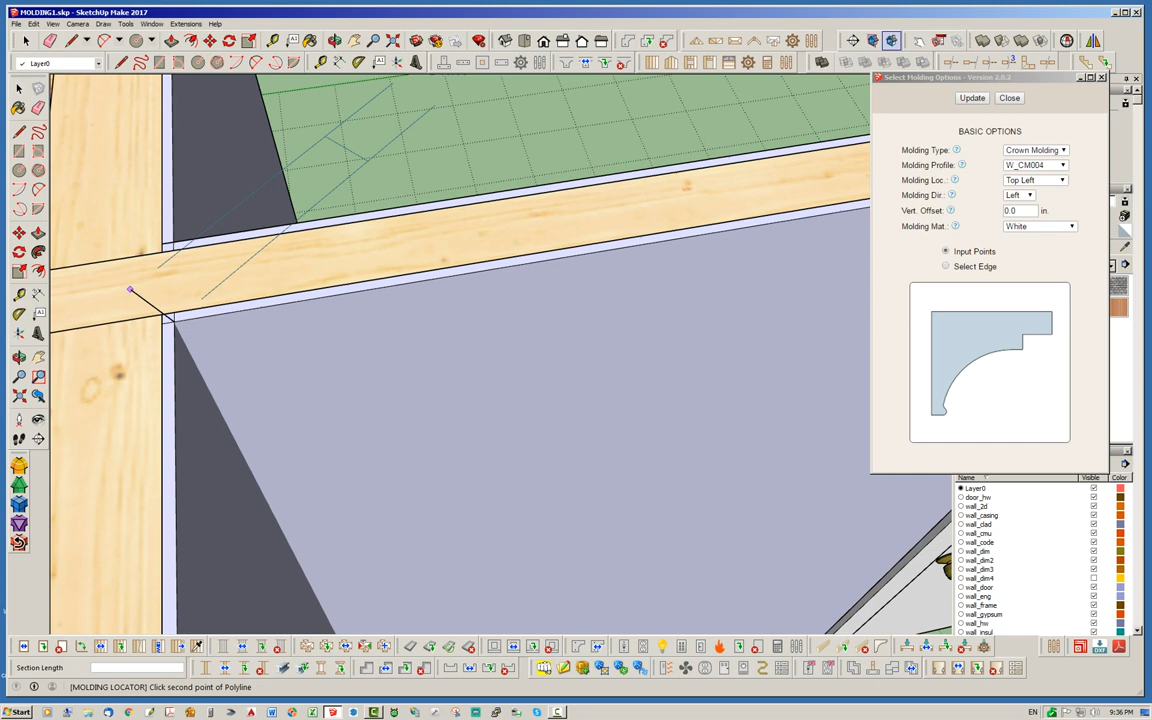 MOLDING1.skp - SketchUp Make 2017
File Edit View Camera Draw Tools Window Extensions Help
Layer0
Select Molding Options - Version 2.0.2
Update Close
BASIC OPTIONS
Molding Type: Crown Molding
Molding Profile: W_CM004
Molding Loc.: Top Left
Molding Dir.: Left
Vert. Offset: 0.0 in.
Molding Mat.: White
Input Points
Select Edge
Name Visible Color
Layer0
door_hw
wall_2d
wall_casing
wall_clad
wall_cmu
wall_code
wall_dim
wall_dim2
wall_dim3
wall_dim4
wall_door
wall_eng
wall_frame
wall_gypsum
wall_hw
wall_insul
Section Length
[MOLDING LOCATOR] Click second point of Polyline
Start EN 9:36 PM